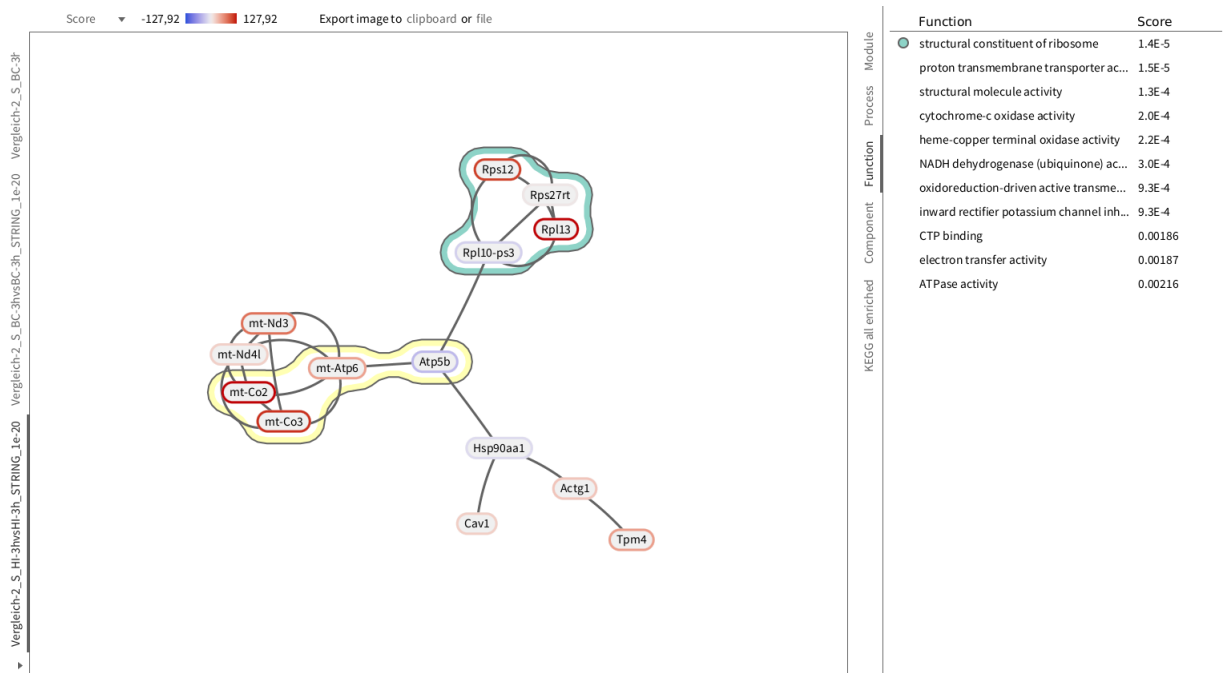 Score
-127,92
127,92
Export image to clipboard or file
Vergleich-2_S_BC-3h
Vergleich-2_S_BC-3hvsBC-3h_STRING_1e-20
Vergleich-2_S_HI-3hvsHI-3h_STRING_1e-20
Rps12
Rps27rt
Rpl13
Rpl10-ps3
mt-Nd3
mt-Nd4l
mt-Atp6
Atp5b
mt-Co2
mt-Co3
Hsp90aa1
Actg1
Cav1
Tpm4
Module
Process
Function
Component
KEGG all enriched
Function Score
structural constituent of ribosome 1.4E-5
proton transmembrane transporter ac... 1.5E-5
structural molecule activity 1.3E-4
cytochrome-c oxidase activity 2.0E-4
heme-copper terminal oxidase activity 2.2E-4
NADH dehydrogenase (ubiquinone) ac... 3.0E-4
oxidoreduction-driven active transme... 9.3E-4
inward rectifier potassium channel inh... 9.3E-4
CTP binding 0.00186
electron transfer activity 0.00187
ATPase activity 0.00216